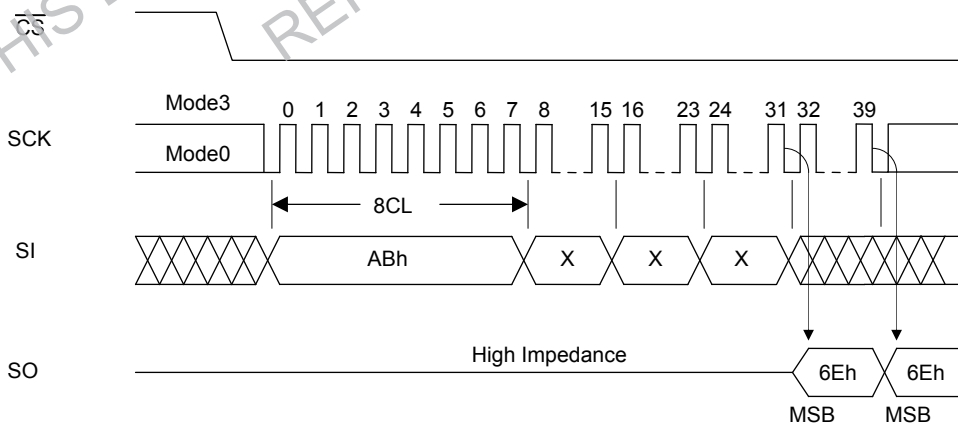 CS
Mode3
0 1 2 3 4 5 6 7 8 15 16 23 24 31 32 39
SCK
Mode0
8CL
SI
ABh X X X
High Impedance
SO
6Eh 6Eh
MSB MSB